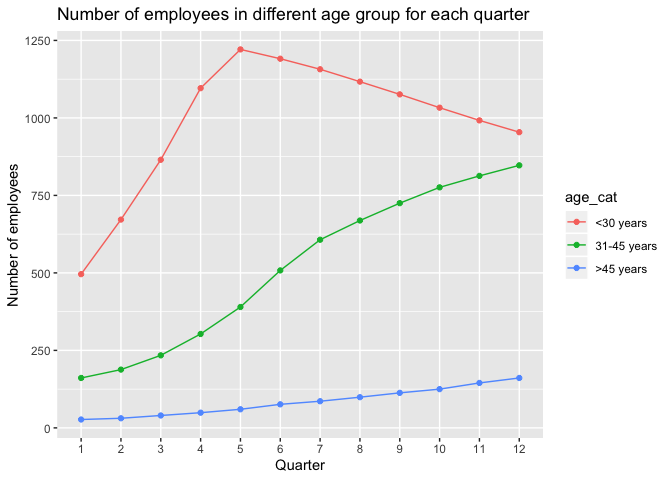 Number of employees in different age group for each quarter
1250
1000
750
500
250
0
Number of employees
1 2 3 4 5 6 7 8 9 10 11 12
Quarter
age_cat
<30 years
31-45 years
>45 years